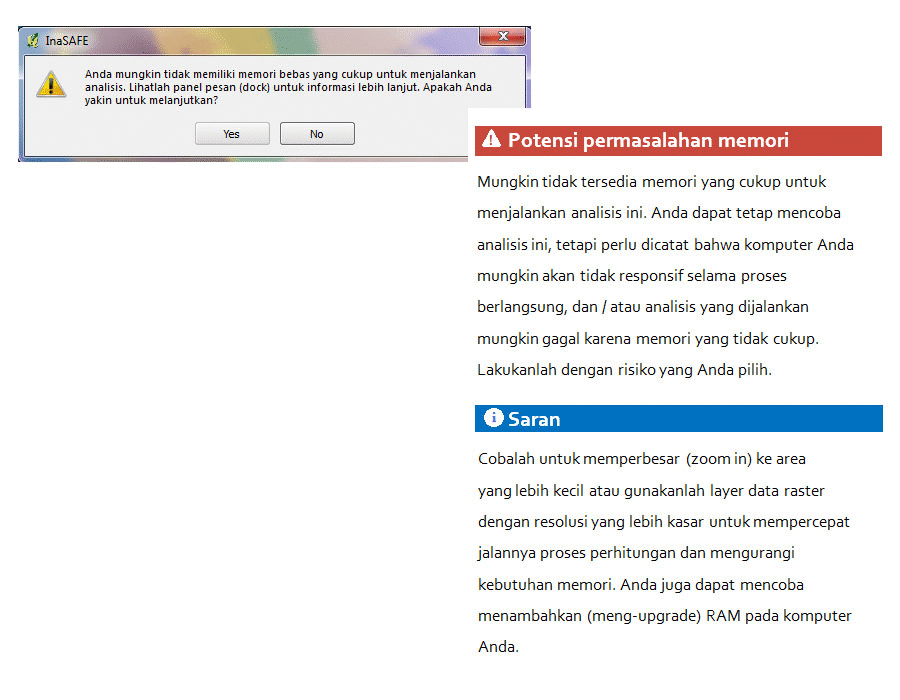 InaSAFE
Anda mungkin tidak memiliki memori bebas yang cukup untuk menjalankan
analisis. Lihatlah panel pesan (dock) untuk informasi lebih lanjut. Apakah Anda
yakin untuk melanjutkan?
Yes No
Potensi permasalahan memori
Mungkin tidak tersedia memori yang cukup untuk
menjalankan analisis ini. Anda dapat tetap mencoba
analisis ini, tetapi perlu dicatat bahwa komputer Anda
mungkin akan tidak responsif selama proses
berlangsung, dan / atau analisis yang dijalankan
mungkin gagal karena memori yang tidak cukup.
Lakukanlah dengan risiko yang Anda pilih.
Saran
Cobalah untuk memperbesar (zoom in) ke area
yang lebih kecil atau gunakanlah layer data raster
dengan resolusi yang lebih kasar untuk mempercepat
jalannya proses perhitungan dan mengurangi
kebutuhan memori. Anda juga dapat mencoba
menambahkan (meng-upgrade) RAM pada komputer
Anda.